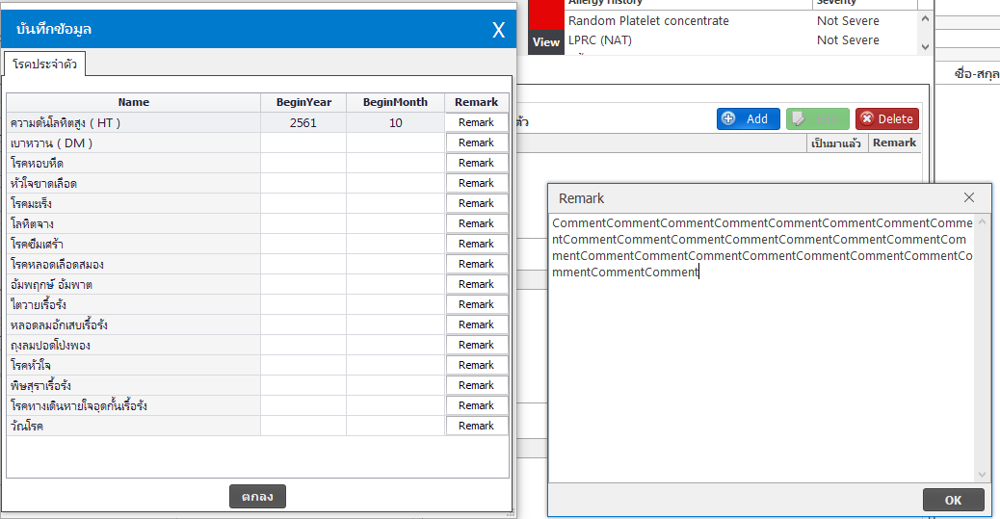 บันทึกข้อมูล X
โรคประจำตัว
Name BeginYear BeginMonth Remark
ความดันโลหิตสูง ( HT ) 2561 10 Remark
เบาหวาน ( DM ) Remark
โรคหอบหืด Remark
หัวใจขาดเลือด Remark
โรคมะเร็ง Remark
โลหิตจาง Remark
โรคซึมเศร้า Remark
โรคหลอดเลือดสมอง Remark
อัมพฤกษ์ อัมพาต Remark
ไตวายเรื้อรัง Remark
หลอดลมอักเสบเรื้อรัง Remark
ถุงลมปอดโป่งพอง Remark
โรคหัวใจ Remark
พิษสุราเรื้อรัง Remark
โรคทางเดินหายใจอุดกั้นเรื้อรัง Remark
วัณโรค Remark
ตกลง
Allergy History Severity
Random Platelet concentrate Not Severe
View LPRC (NAT) Not Severe
ชื่อ-สกุล
ตัว Add Delete
เป็นมาแล้ว Remark
Remark
CommentCommentCommentCommentCommentCommentCommentComme
ntCommentCommentCommentCommentCommentCommentCommentCom
mentCommentCommentCommentCommentCommentCommentCommentCo
mmentCommentComment
OK